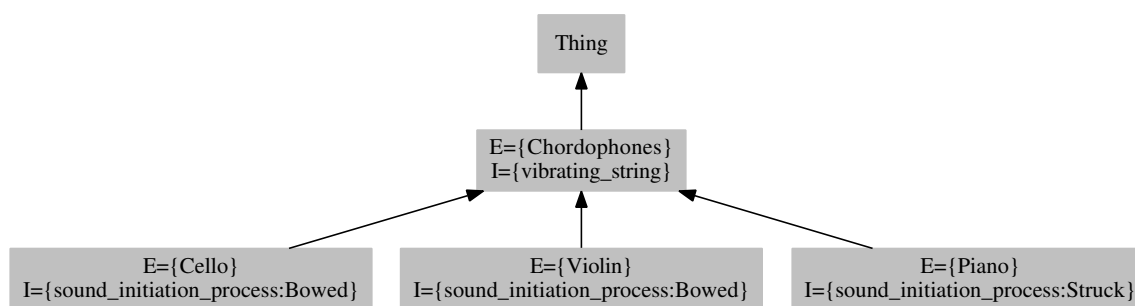 Thing
E={Chordophones}
I={vibrating_string}
E={Cello}
I={sound_initiation_process:Bowed}
E={Violin}
I={sound_initiation_process:Bowed}
E={Piano}
I={sound_initiation_process:Struck}